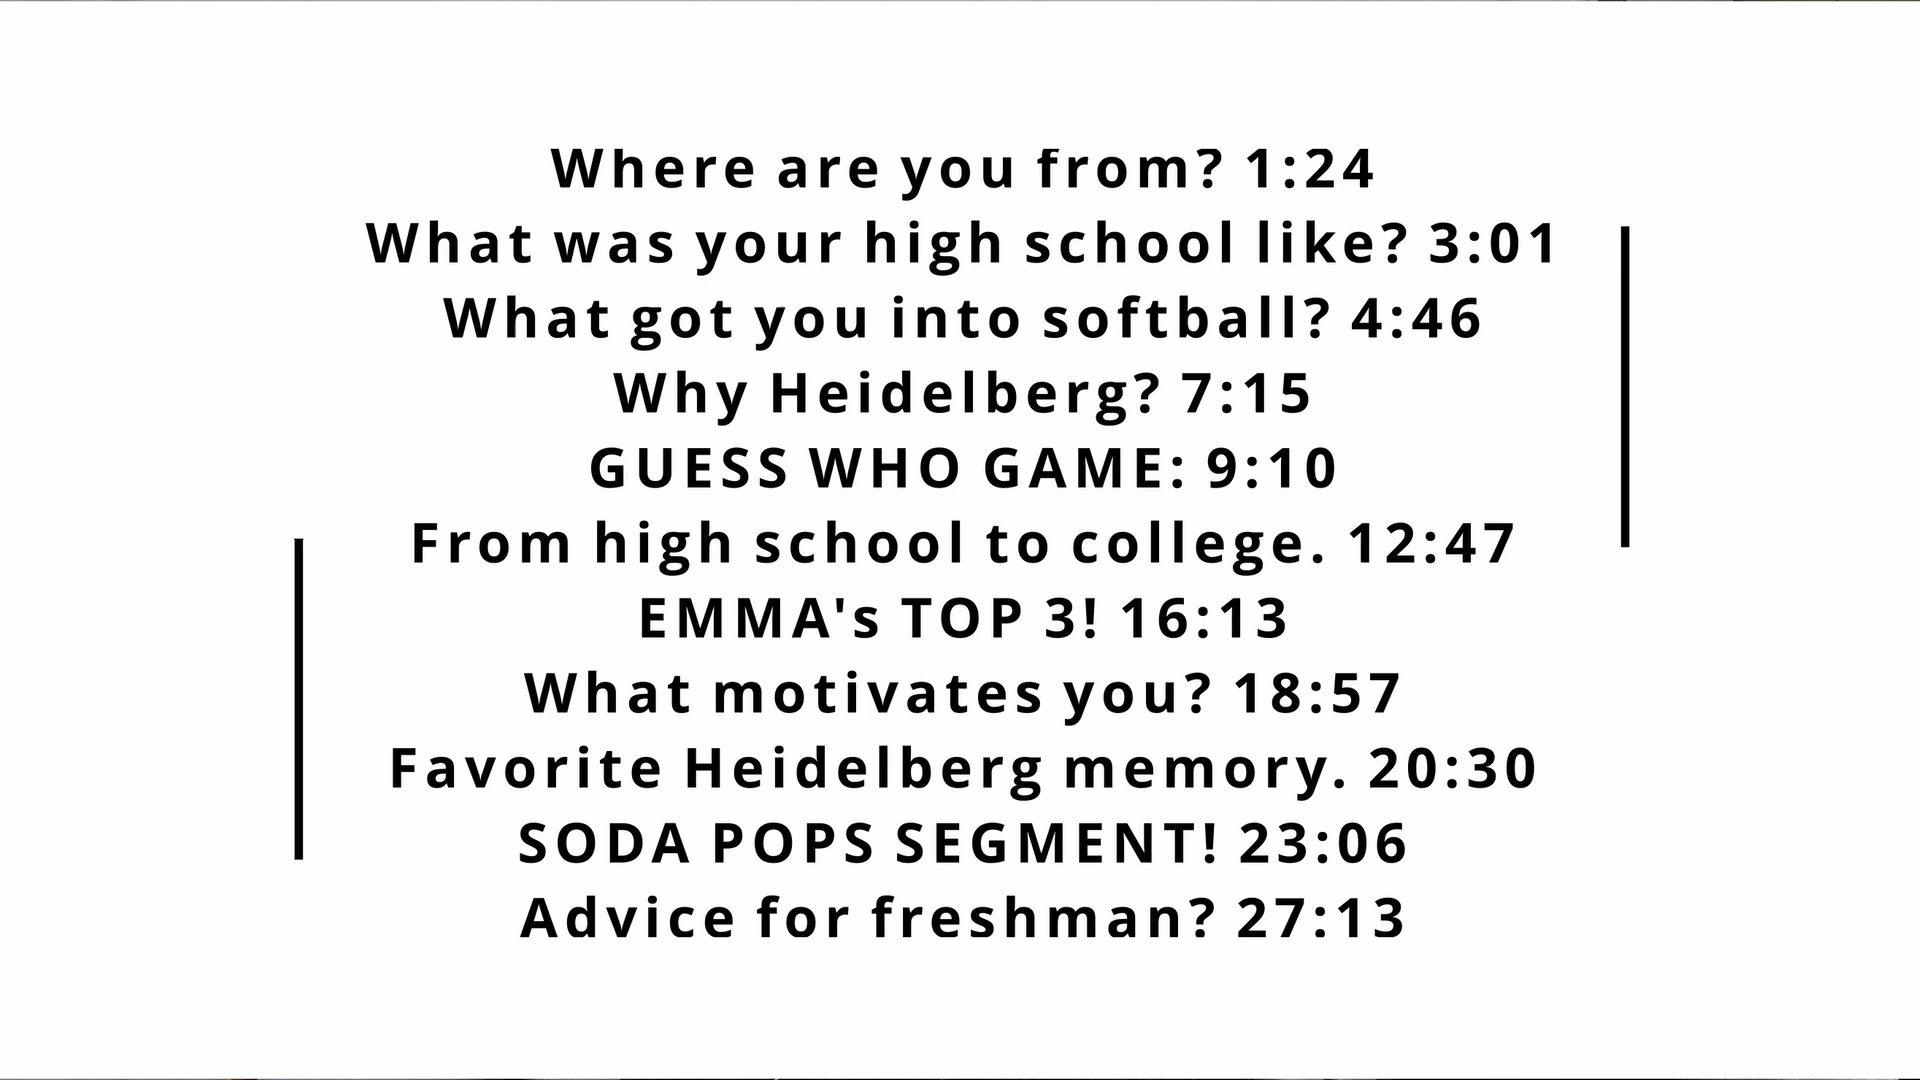 Where are you from? 1:24
What was your high school like? 3:01
What got you into softball? 4:46
Why Heidelberg? 7:15
GUESS WHO GAME: 9:10
From high school to college. 12:47
EMMA's TOP 3! 16:13
What motivates you? 18:57
Favorite Heidelberg memory. 20:30
SODA POPS SEGMENT! 23:06
Advice for freshman? 27:13